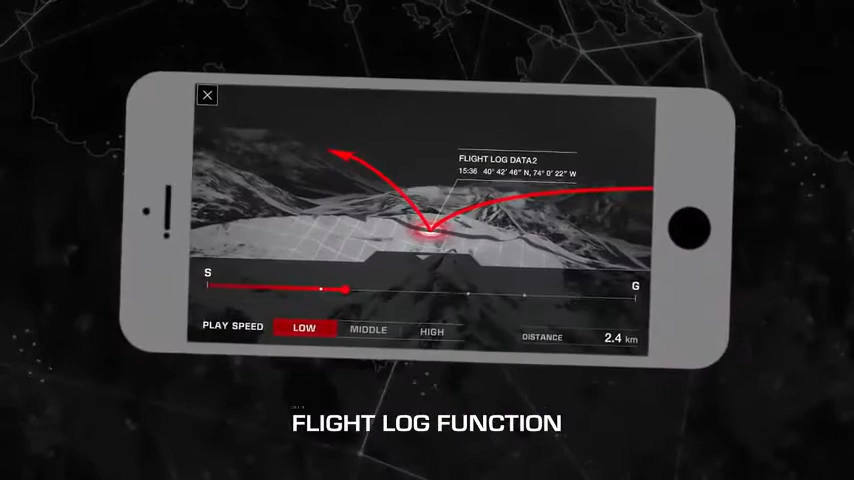 FLIGHT LOG DATA2
15:36 40° 42' 46" N, 74° 0' 22" W
S G
PLAY SPEED LOW MIDDLE HIGH DISTANCE 2.4 km
FLIGHT LOG FUNCTION